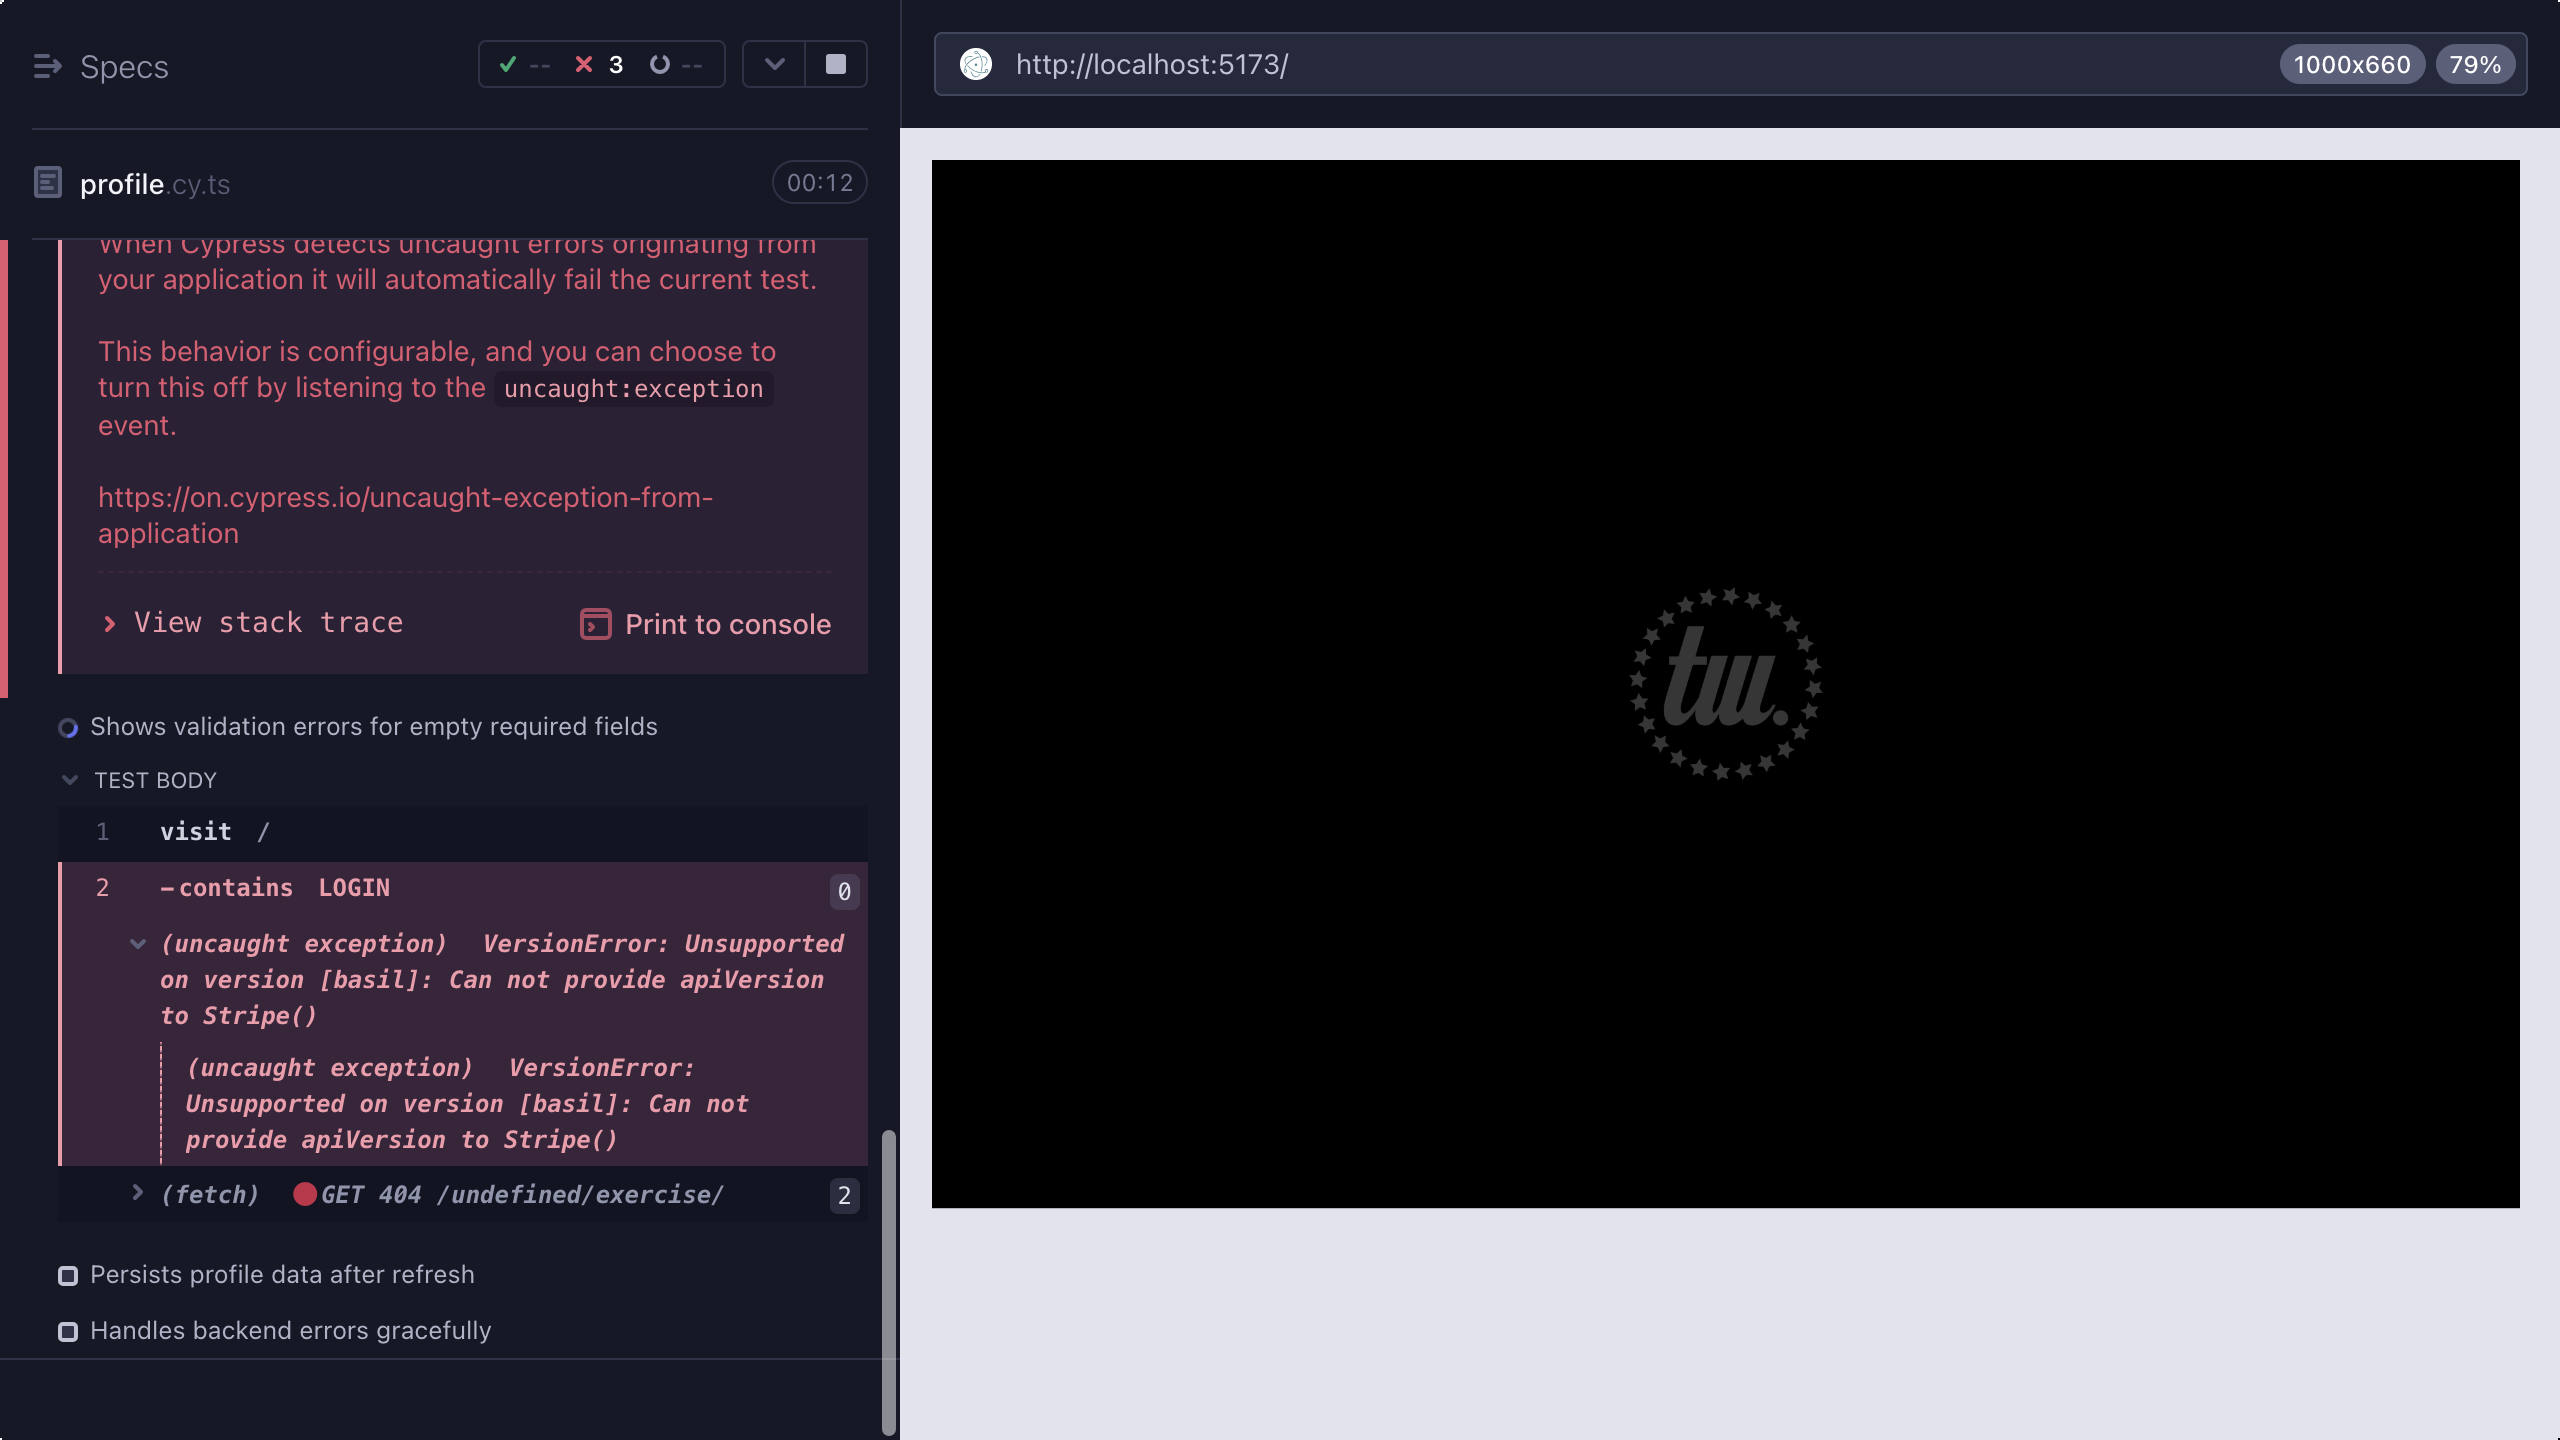 Specs
-- 3 --
profile.cy.ts
00:12
When Cypress detects uncaught errors originating from
your application it will automatically fail the current test.
This behavior is configurable, and you can choose to
turn this off by listening to the uncaught:exception
event.
https://on.cypress.io/uncaught-exception-from-
application
View stack trace
Print to console
Shows validation errors for empty required fields
TEST BODY
1 visit /
2 -contains LOGIN 0
(uncaught exception) VersionError: Unsupported
on version [basil]: Can not provide apiVersion
to Stripe()
(uncaught exception) VersionError:
Unsupported on version [basil]: Can not
provide apiVersion to Stripe()
(fetch) GET 404 /undefined/exercise/ 2
Persists profile data after refresh
Handles backend errors gracefully
http://localhost:5173/
1000x660
79%
tw.